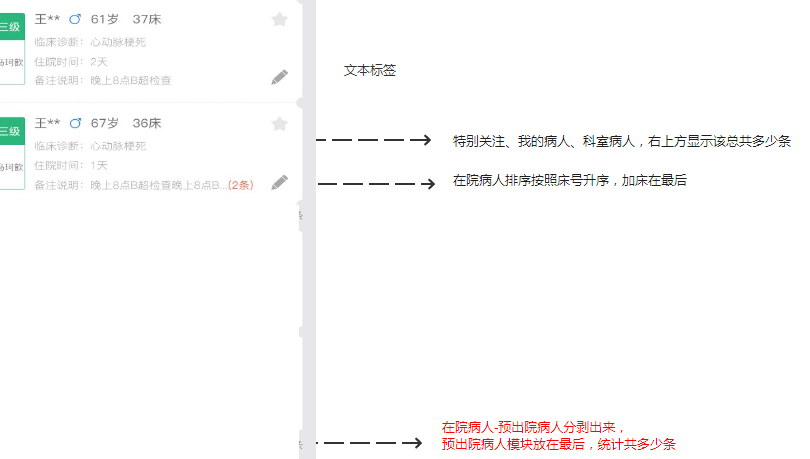 三级
王** 61岁 37床
临床诊断：心动脉梗死
住院时间：2天
备注说明：晚上8点B超检查
马珂歆
三级
王** 67岁 36床
临床诊断：心动脉梗死
住院时间：1天
备注说明：晚上8点B超检查晚上8点B...(2条)
马珂歆
文本标签
特别关注、我的病人、科室病人，右上方显示该总共多少条
在院病人排序按照床号升序，加床在最后
在院病人-预出院病人分剥出来，
预出院病人模块放在最后，统计共多少条